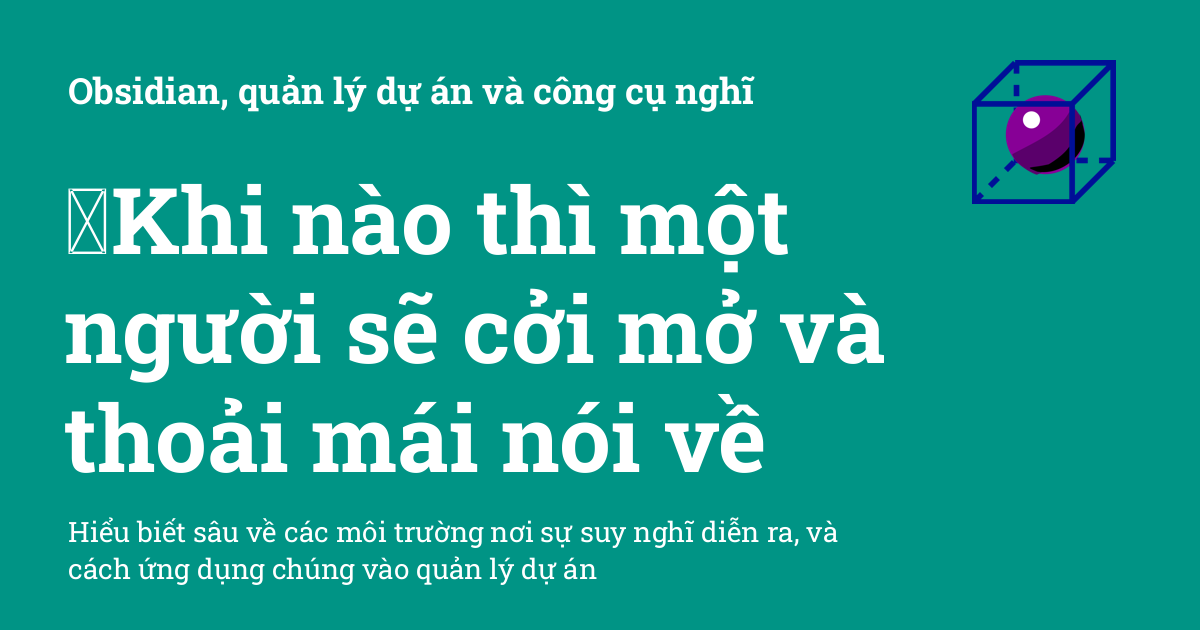 Obsidian, quản lý dự án và công cụ nghĩ
Khi nào thì một
người sẽ cởi mở và
thoải mái nói về
Hiểu biết sâu về các môi trường nơi sự suy nghĩ diễn ra, và
cách ứng dụng chúng vào quản lý dự án